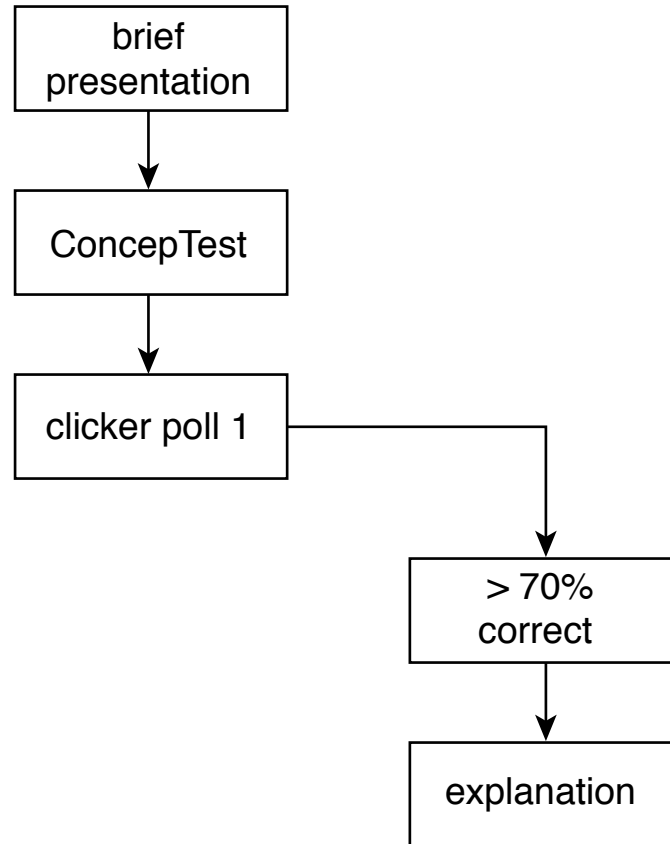 brief
presentation
ConcepTest
clicker poll 1
> 70%
correct
explanation